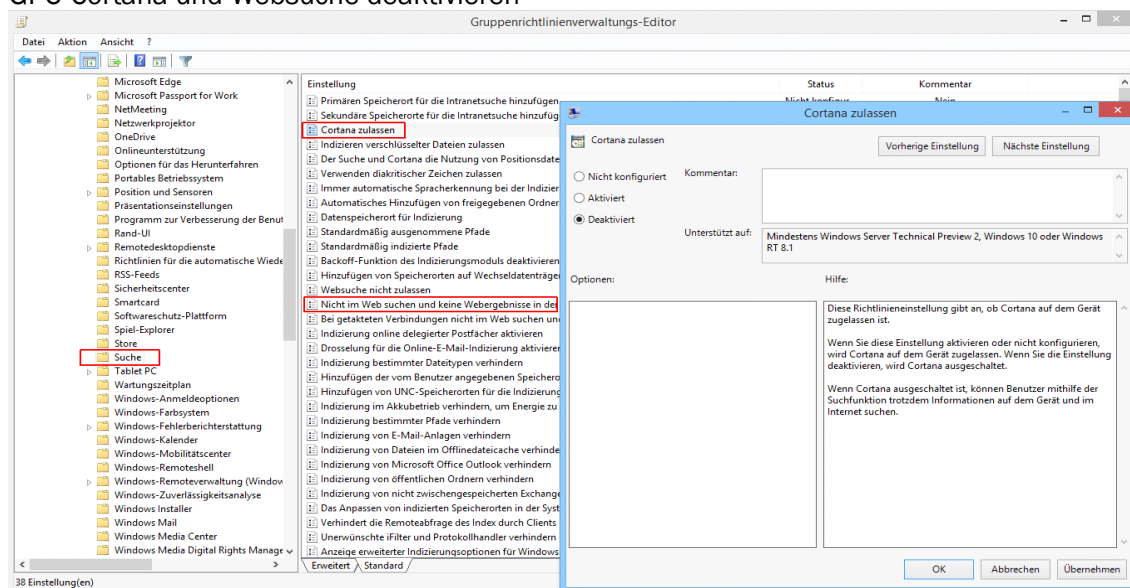 GPO Cortana und Websuche deaktivieren
Gruppenrichtlinienverwaltungs-Editor
Datei Aktion Ansicht ?
Microsoft Edge
Microsoft Passport for Work
NetMeeting
Netzwerkprojektor
OneDrive
Onlineunterstützung
Optionen für das Herunterfahren
Portables Betriebssystem
Position und Sensoren
Präsentationseinstellungen
Programm zur Verbesserung der Benut
Rand-UI
Remotedesktopdienste
Richtlinien für die automatische Wiede
RSS-Feeds
Sicherheitscenter
Smartcard
Softwareschutz-Plattform
Spiel-Explorer
Store
Suche
Tablet PC
Wartungszeitplan
Windows-Anmeldeoptionen
Windows-Farbsystem
Windows-Fehlerberichterstattung
Windows-Kalender
Windows-Mobilitätscenter
Windows-Remoteshell
Windows-Remoteverwaltung (Window
Windows-Zuverlässigkeitsanalyse
Windows Installer
Windows Mail
Windows Media Center
Windows Media Digital Rights Manage
38 Einstellung(en)
Einstellung Status Kommentar
Primären Speicherort für die Intranetsuche hinzufügen Nicht konfigur... Nein
Sekundäre Speicherorte für die Intranetsuche hinzufüg
Cortana zulassen
Indizieren verschlüsselter Dateien zulassen
Der Suche und Cortana die Nutzung von Positionsdate
Verwenden diakritischer Zeichen zulassen
Immer automatische Spracherkennung bei der Indizier
Automatisches Hinzufügen von freigegebenen Ordner
Datenspeicherort für Indizierung
Standardmäßig ausgenommene Pfade
Standardmäßig indizierte Pfade
Backoff-Funktion des Indizierungsmoduls deaktivieren
Hinzufügen von Speicherorten auf Wechseldatenträger
Websuche nicht zulassen
Nicht im Web suchen und keine Webergebnisse in der
Bei getakteten Verbindungen nicht im Web suchen un
Indizierung online delegierter Postfächer aktivieren
Drosselung für die Online-E-Mail-Indizierung aktivieren
Indizierung bestimmter Dateitypen verhindern
Hinzufügen der vom Benutzer angegebenen Speichero
Hinzufügen von UNC-Speicherorten für die Indizierung
Indizierung im Akkubetrieb verhindern, um Energie zu
Indizierung bestimmter Pfade verhindern
Indizierung von E-Mail-Anlagen verhindern
Indizierung von Dateien im Offlinedateicache verhinde
Indizierung von Microsoft Office Outlook verhindern
Indizierung von öffentlichen Ordnern verhindern
Indizierung von nicht zwischengespeicherten Exchange
Das Anpassen von indizierten Speicherorten in der Syst
Verhindert die Remoteabfrage des Index durch Clients
Unerwünschte iFilter und Protokollhandler verhindern
Anzeige erweiterter Indizierungsoptionen für Windows
Erweitert Standard
Cortana zulassen
Cortana zulassen
Vorherige Einstellung Nächste Einstellung
Nicht konfiguriert Kommentar:
Aktiviert
Deaktiviert
Unterstützt auf: Mindestens Windows Server Technical Preview 2, Windows 10 oder Windows
RT 8.1
Optionen: Hilfe:
Diese Richtlinieneinstellung gibt an, ob Cortana auf dem Gerät
zugelassen ist.
Wenn Sie diese Einstellung aktivieren oder nicht konfigurieren,
wird Cortana auf dem Gerät zugelassen. Wenn Sie die Einstellung
deaktivieren, wird Cortana ausgeschaltet.
Wenn Cortana ausgeschaltet ist, können Benutzer mithilfe der
Suchfunktion trotzdem Informationen auf dem Gerät und im
Internet suchen.
OK Abbrechen Übernehmen